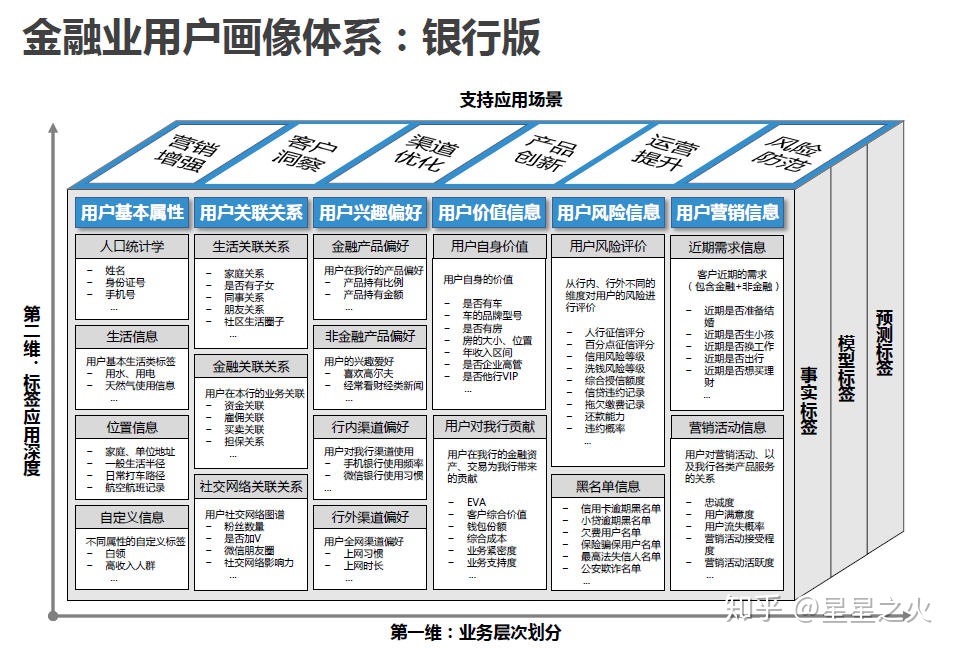 金融业用户画像体系：银行版
支持应用场景
营销
增强
客户
洞察
渠道
优化
产品
创新
运营
提升
风险
防范
第二维：标签应用深度
用户基本属性
人口统计学
- 姓名
- 身份证号
- 手机号
...
生活信息
用户基本生活类标签
- 用水、用电
- 天然气使用信息
...
位置信息
- 家庭、单位地址
- 一般生活半径
- 日常打车路径
- 航空航班记录
自定义信息
不同属性的自定义标签
- 白领
- 高收入人群
...
用户关联关系
生活关联关系
- 家庭关系
- 是否有子女
- 同事关系
- 朋友关系
- 社区生活圈子
...
金融关联关系
用户在本行的业务关联
- 资金关联
- 雇佣关联
- 买卖关联
- 担保关系
...
社交网络关联关系
用户社交网络图谱
- 粉丝数量
- 是否加V
- 微信朋友圈
- 社交网络影响力
...
用户兴趣偏好
金融产品偏好
用户在我行的产品偏好
- 产品持有比例
- 产品持有金额
...
非金融产品偏好
用户的兴趣爱好
- 喜欢高尔夫
- 经常看财经类新闻
...
行内渠道偏好
用户对我行渠道使用
- 手机银行使用频率
- 微信银行使用习惯
...
行外渠道偏好
用户全网渠道偏好
- 上网习惯
- 上网时长
...
用户价值信息
用户自身价值
用户自身的价值
- 是否有车
- 车的品牌型号
- 是否有房
- 房的大小、位置
- 年收入区间
- 是否企业高管
- 是否他行VIP
...
用户对我行贡献
用户在我行的金融资
产、交易为我行带来
的贡献
- EVA
- 客户综合价值
- 钱包份额
- 综合成本
- 业务紧密度
- 业务支持度
...
用户风险信息
用户风险评价
从行内、行外不同的
维度对用户的风险进
行评价
- 人行征信评分
- 百分点征信评分
- 信用风险等级
- 洗钱风险等级
- 综合授信额度
- 信贷违约记录
- 拖欠缴费记录
- 还款能力
- 违约概率
...
黑名单信息
- 信用卡逾期黑名单
- 小贷逾期黑名单
- 欠费用户名单
- 保险骗保用户名单
- 最高法失信人名单
- 公安欺诈名单
...
用户营销信息
近期需求信息
客户近期的需求
（包含金融+非金融）
- 近期是否准备结
婚
- 近期是否生小孩
- 近期是否换工作
- 近期是否出行
- 近期是否想买理
财
...
营销活动信息
用户对营销活动、以
及我行各类产品服务
的关系
- 忠诚度
- 用户满意度
- 用户流失概率
- 营销活动接受程
度
- 营销活动活跃度
...
事实标签
模型标签
预测标签
第一维：业务层次划分
知乎 @星星之火